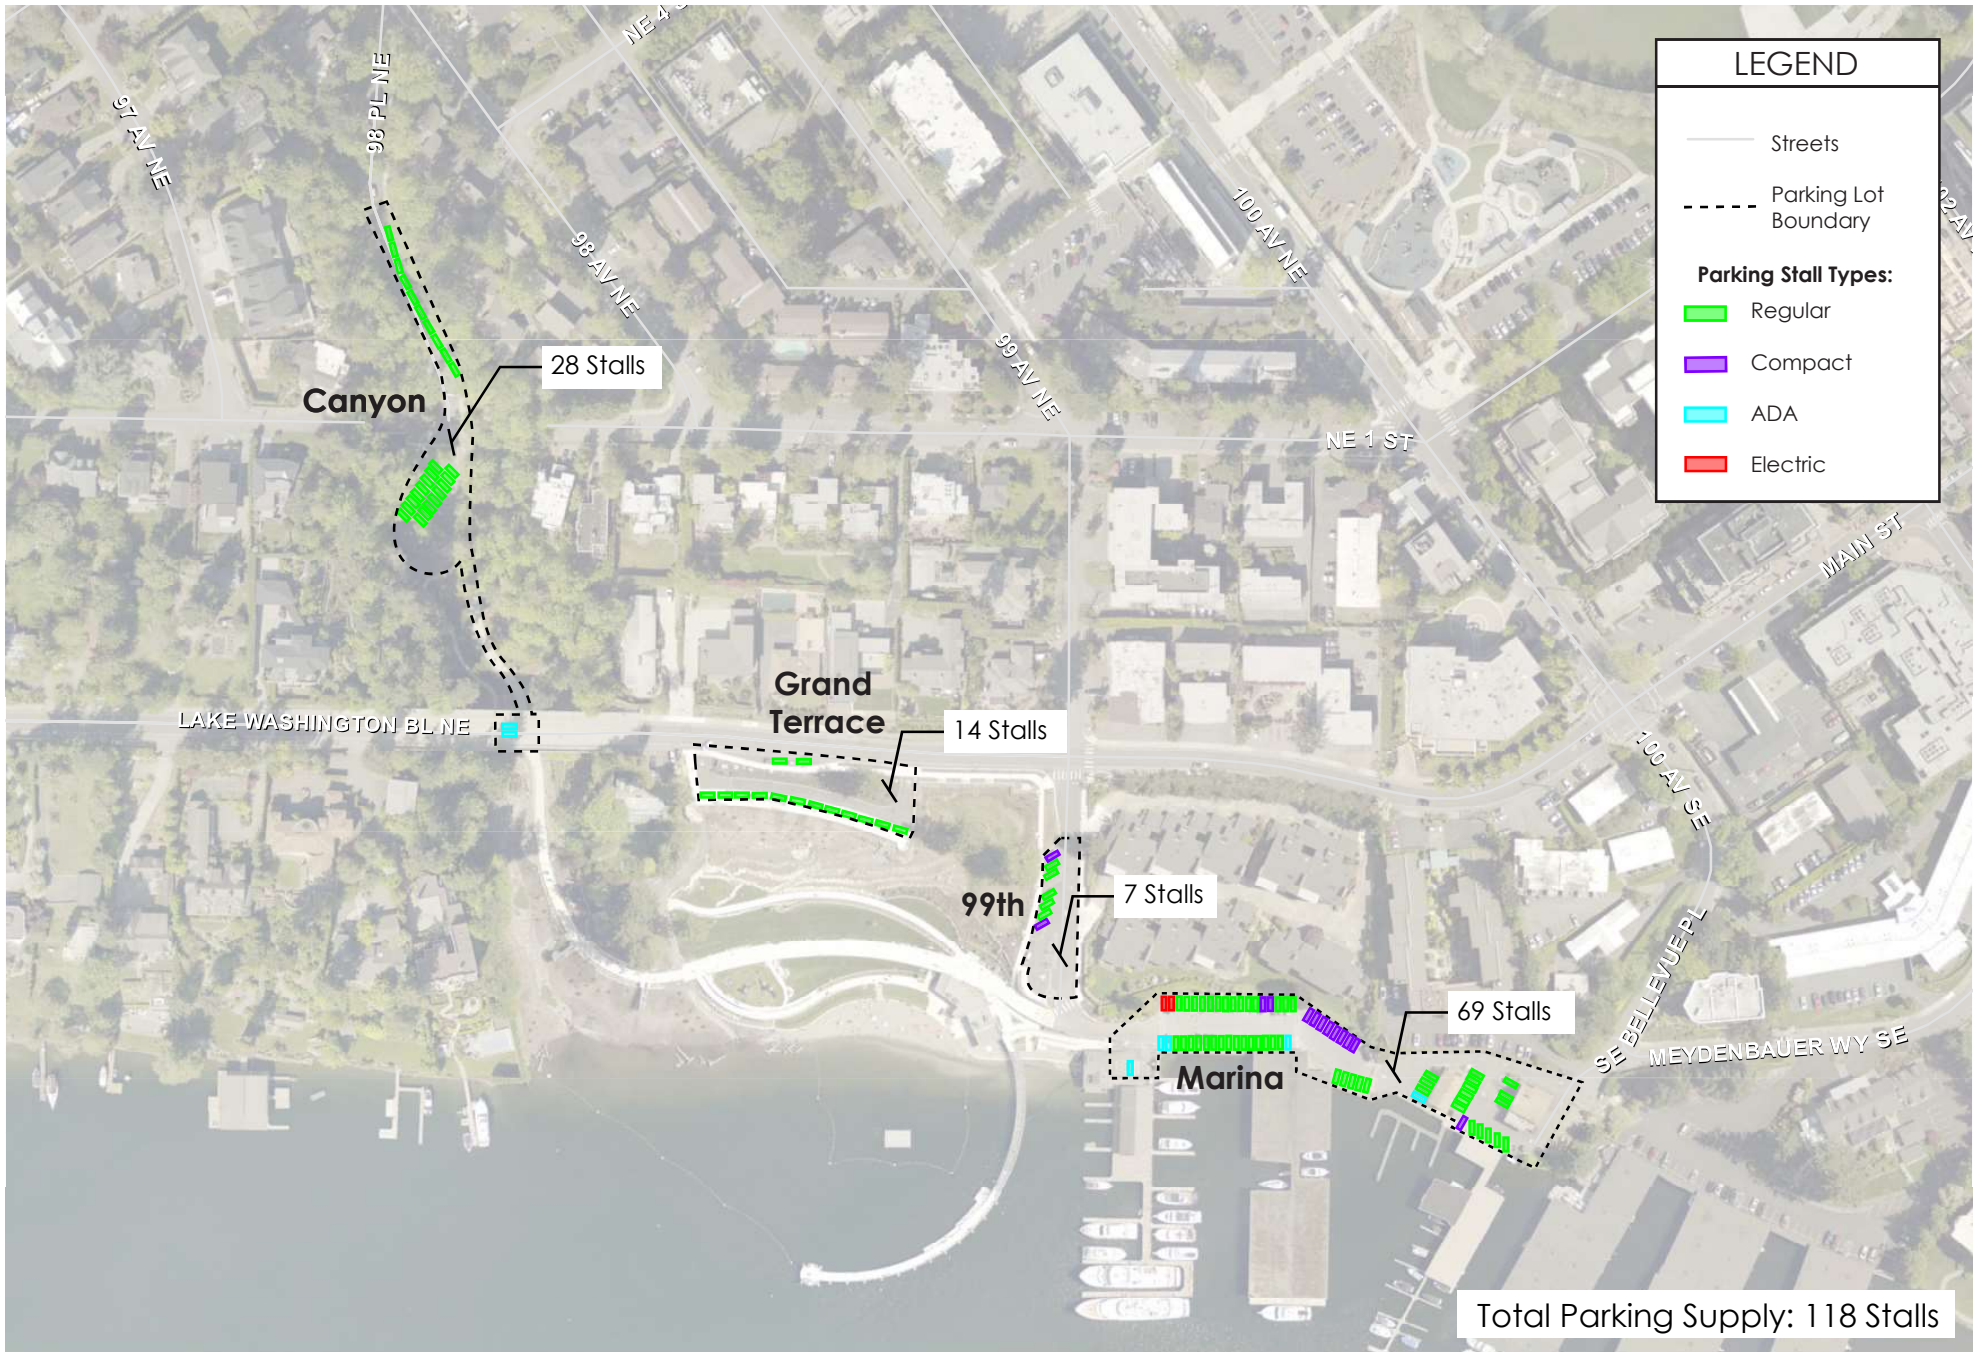 NE 4 S
98 PL NE
97 AV NE
98 AV NE
100 AV NE
99 AV NE
LEGEND
Streets
Parking Lot
Boundary
Parking Stall Types:
Regular
Compact
ADA
Electric
28 Stalls
Canyon
NE 1 ST
MAIN ST
Grand
Terrace
14 Stalls
LAKE WASHINGTON BL NE
100 AV SE
99th
7 Stalls
69 Stalls
SE BELLEVUE PL
MEYDENBAUER WY SE
Marina
Total Parking Supply: 118 Stalls